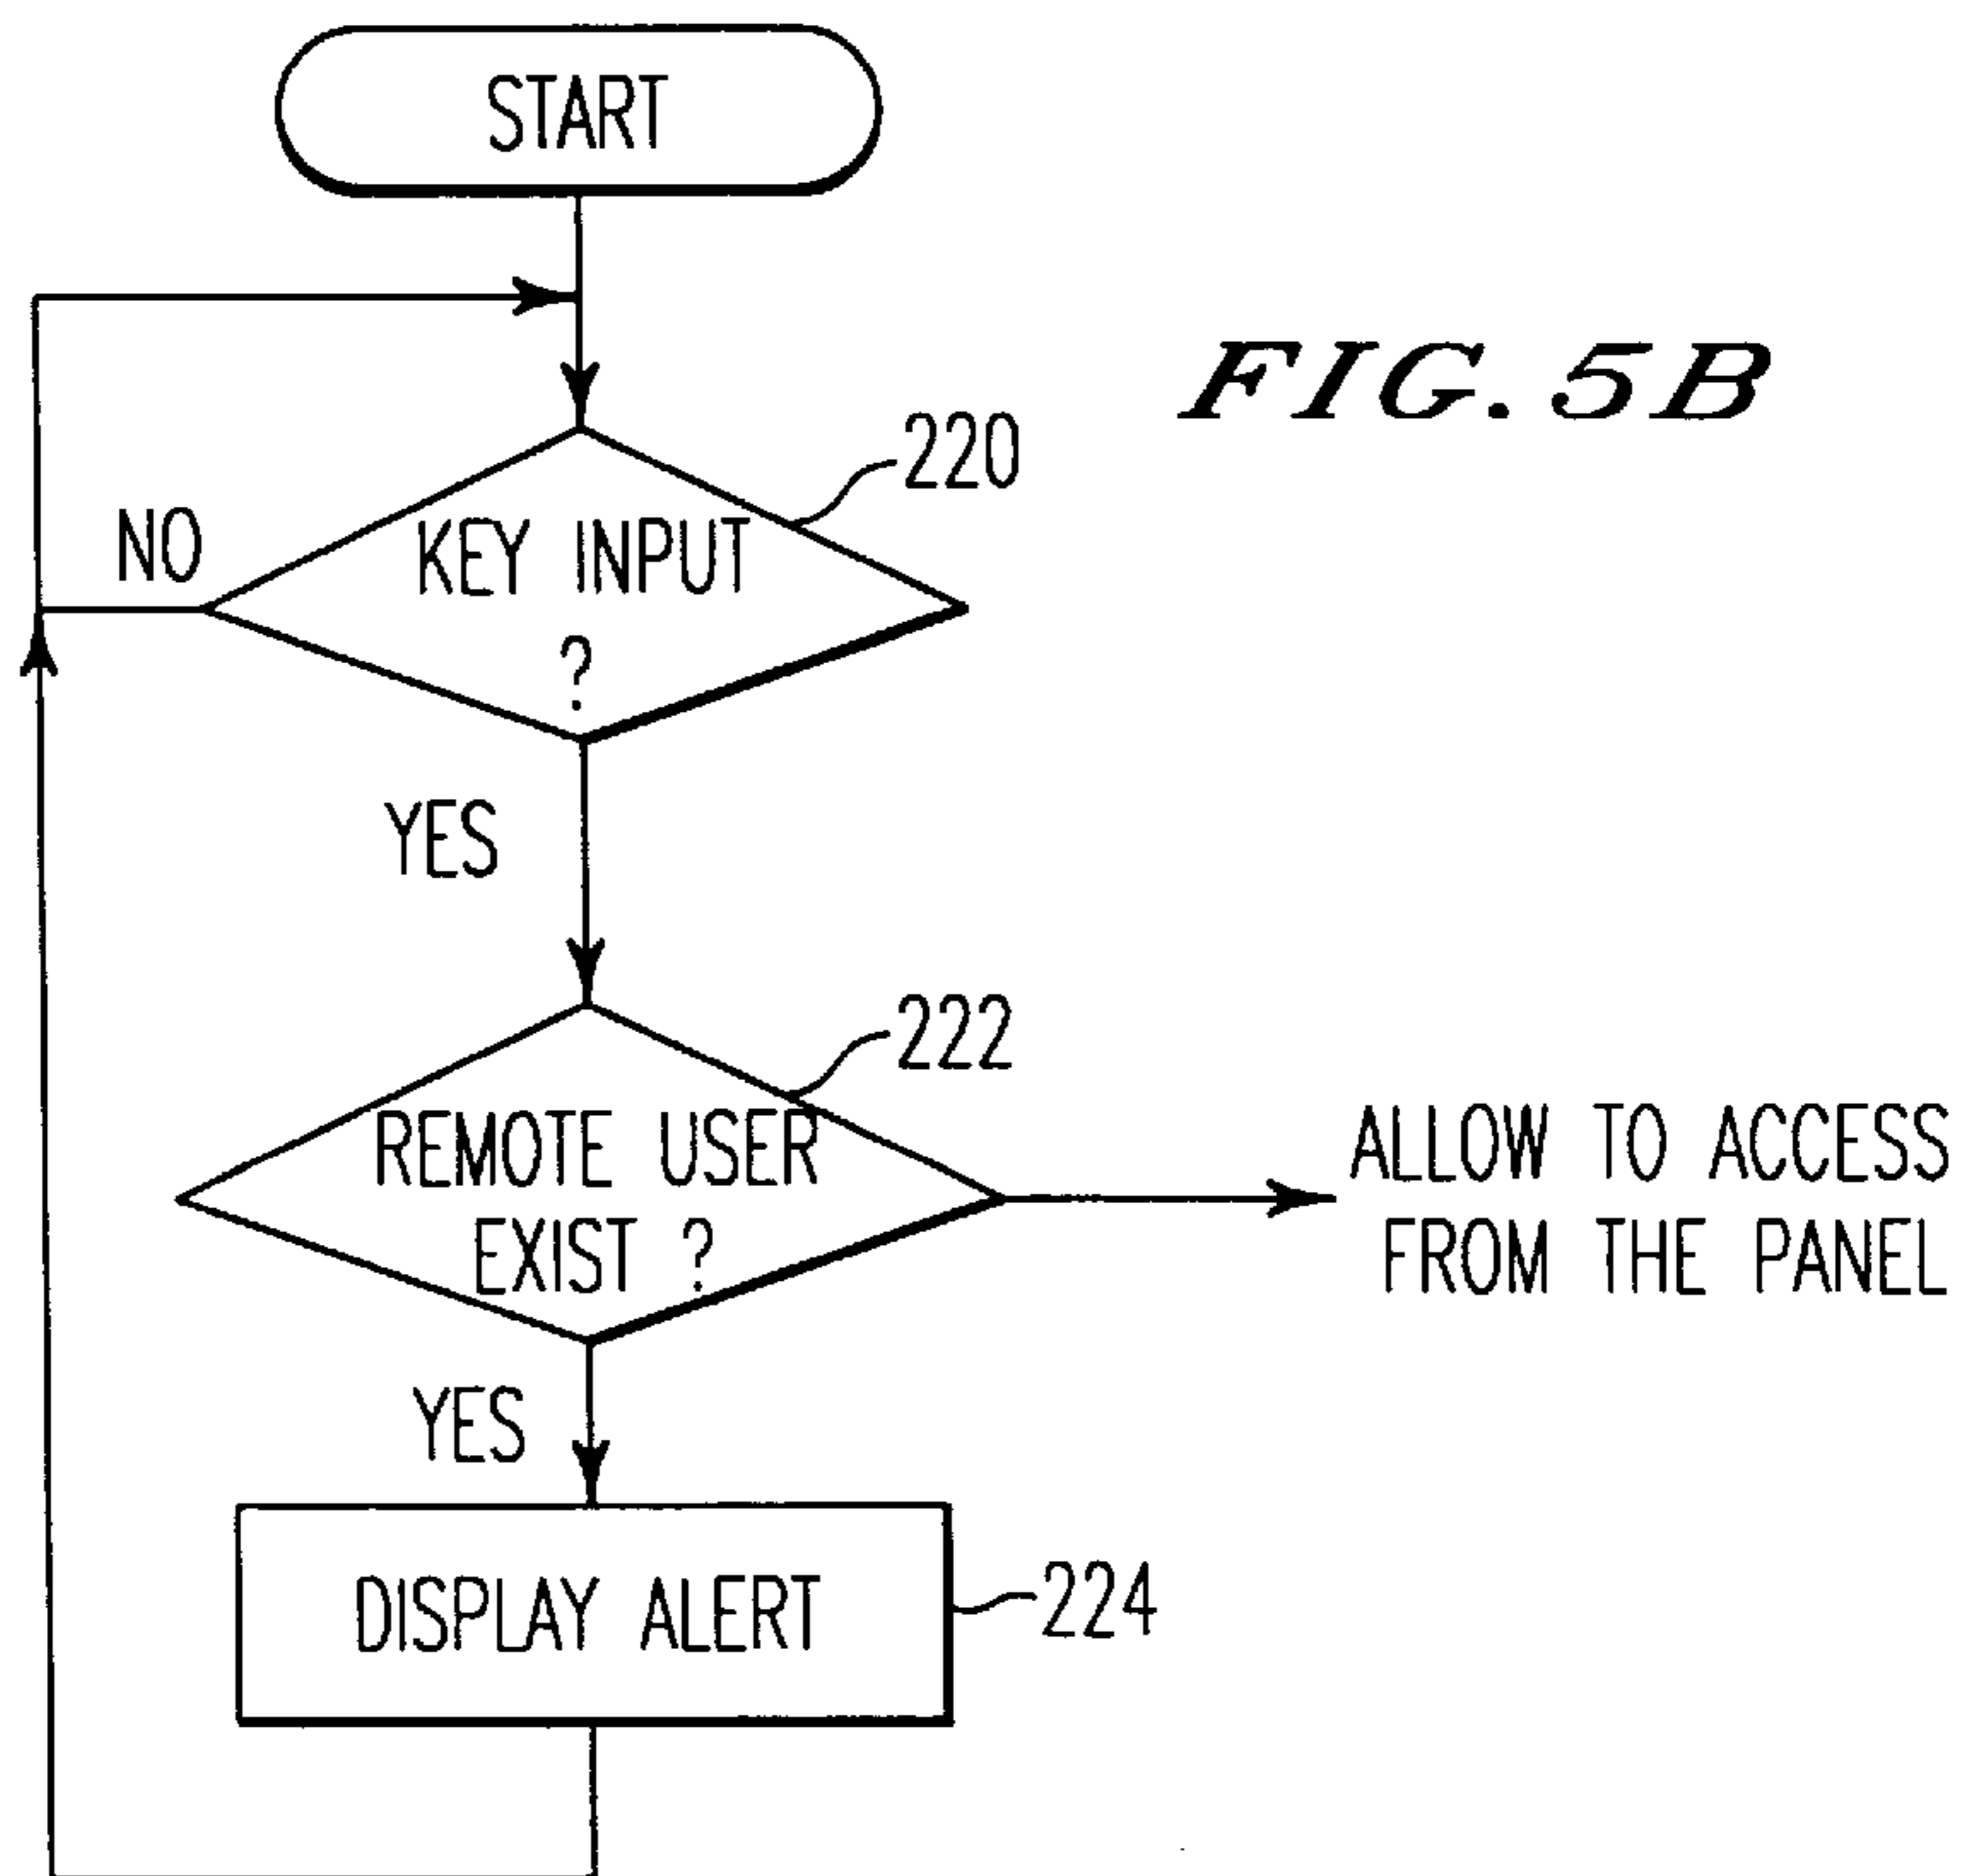 START
FIG. 5B
220
NO
KEY INPUT
?
YES
222
REMOTE USER
EXIST ?
ALLOW TO ACCESS
FROM THE PANEL
YES
DISPLAY ALERT
224